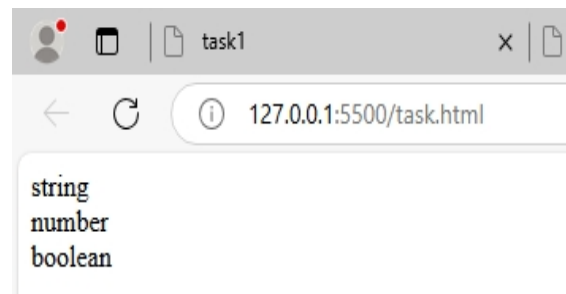 task1
127.0.0.1:5500/task.html
string
number
boolean